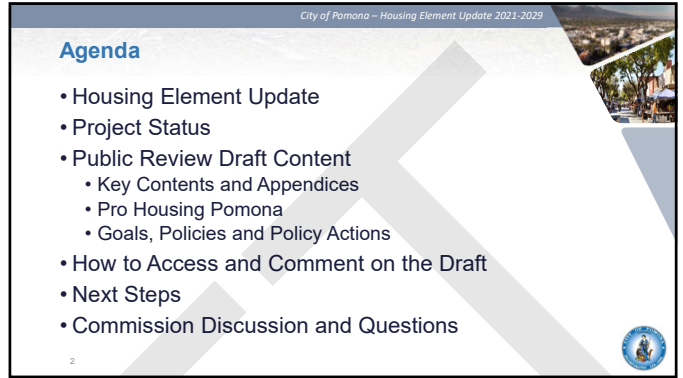 City of Pomona – Housing Element Update 2021-2029
Agenda
• Housing Element Update
• Project Status
• Public Review Draft Content
• Key Contents and Appendices
• Pro Housing Pomona
• Goals, Policies and Policy Actions
• How to Access and Comment on the Draft
• Next Steps
• Commission Discussion and Questions
2